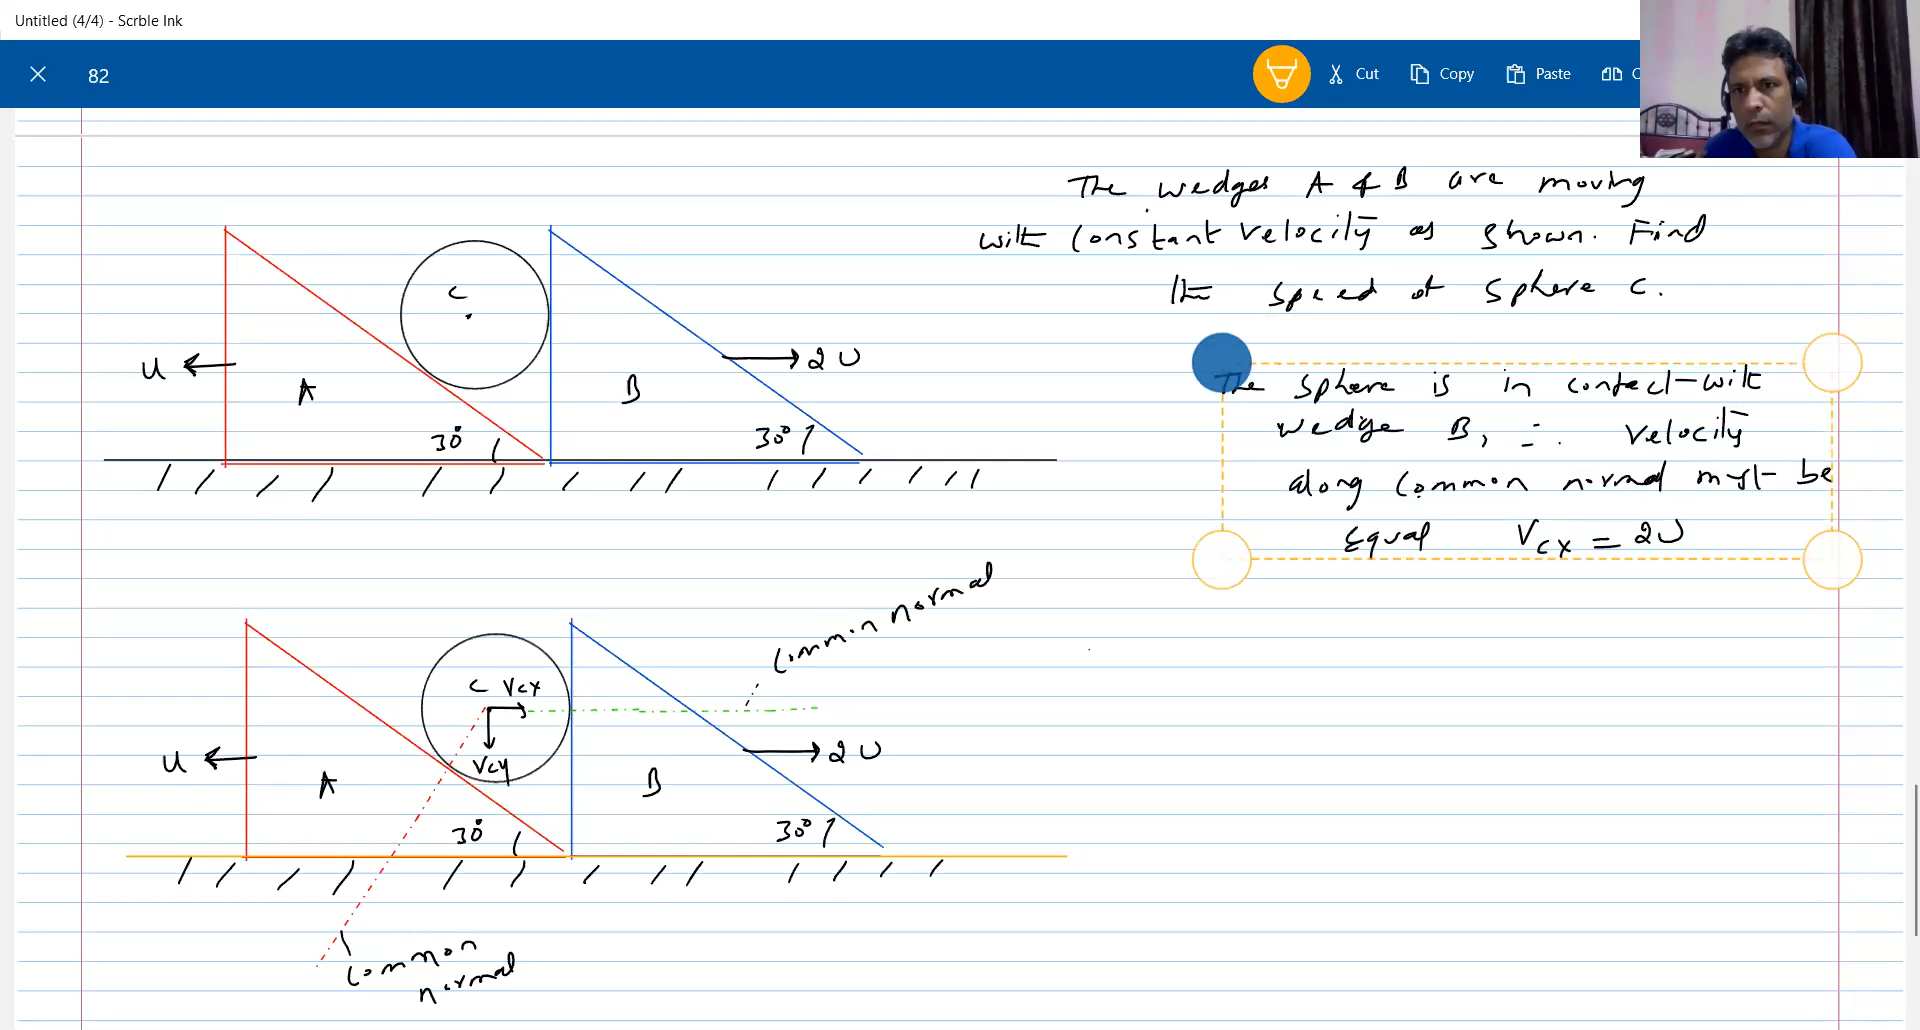 Untitled (4/4) - Scrble Ink
82
Cut
Copy
Paste
C
The wedges A & B are moving
with constant velocity as shown. Find
the speed of sphere C.
C
U
A
B
2U
30°
30°
The sphere is in contact with
wedge B, ∴ velocity
along common normal must be
Equal VCX = 2U
Common normal
C VCX
VCY
U
A
B
2U
30°
30°
Common
normal